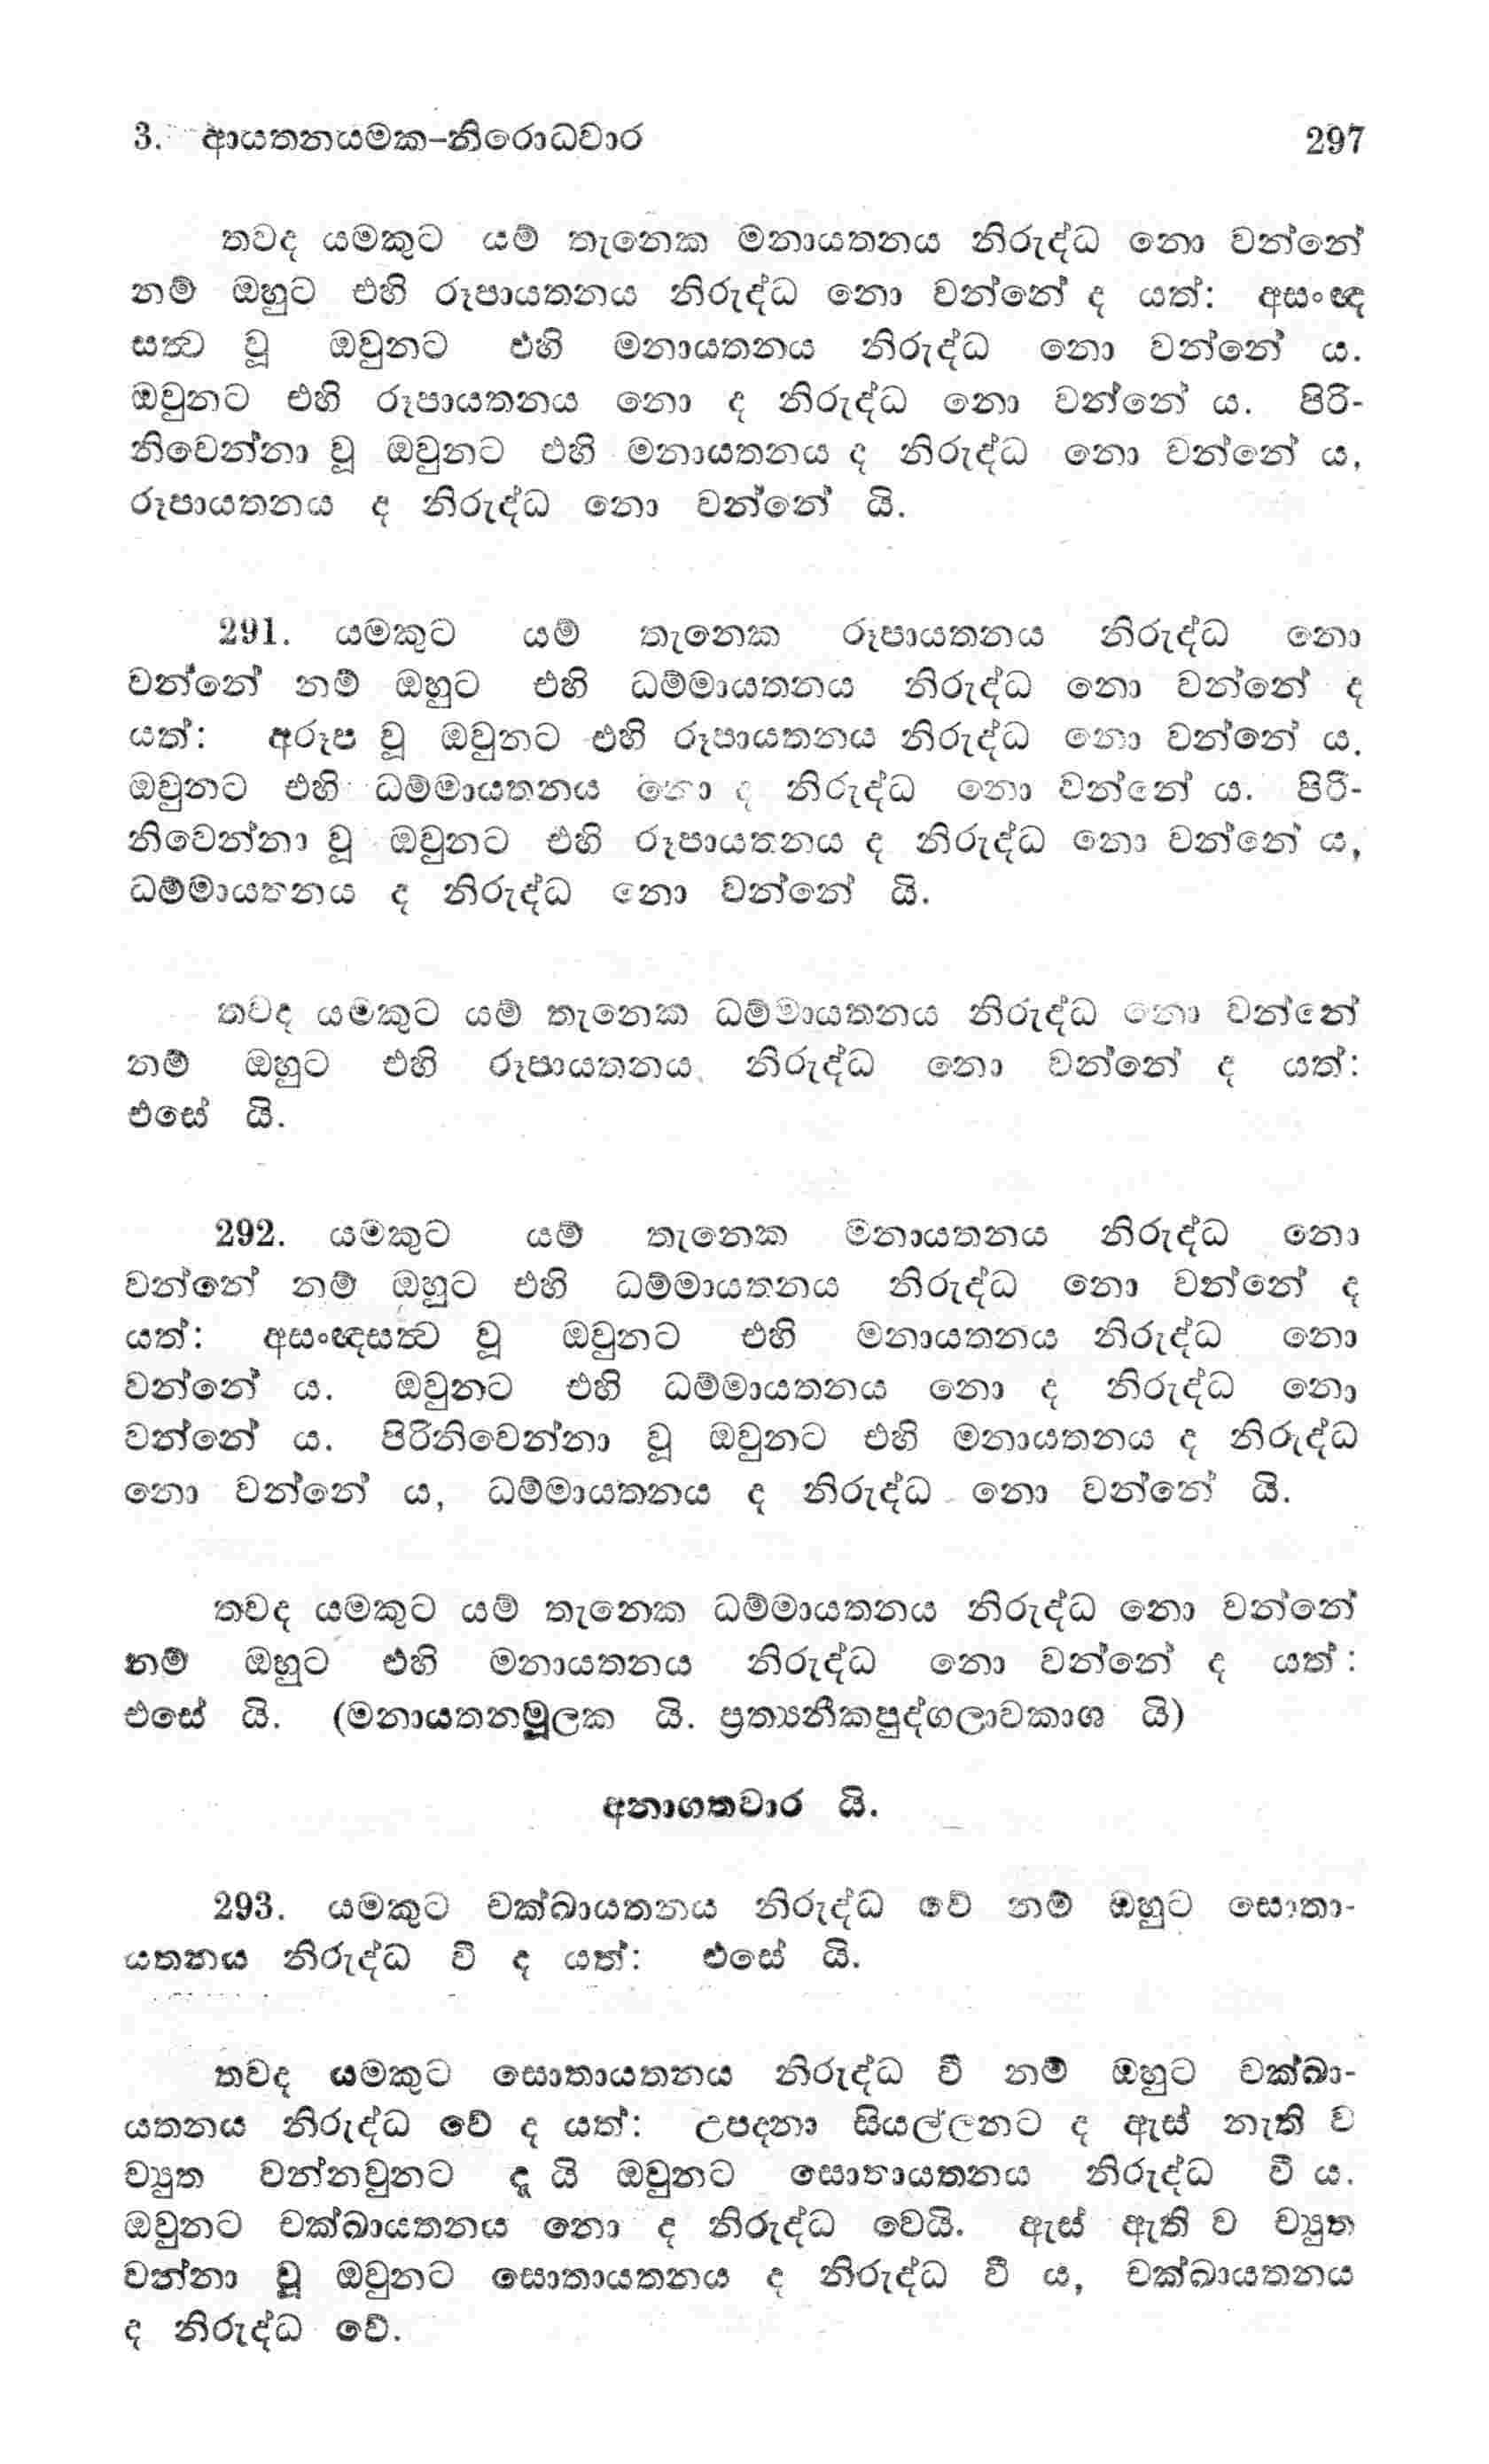 3. ආයතනයමක-නිරොධවාර 297
තවද යමකුට යම් තැනෙක මනායතනය නිරුද්ධ නො වන්නේ
නම් ඔහුට එහි රූපායතනය නිරුද්ධ නො වන්නේ ද යත්: අසංඥ
සත්‍ව වූ ඔවුනට එහි මනායතනය නිරුද්ධ නො වන්නේ ය.
ඔවුනට එහි රූපායතනය නො ද නිරුද්ධ නො වන්නේ ය. පිරි-
නිවෙන්නා වූ ඔවුනට එහි මනායතනය ද නිරුද්ධ නො වන්නේ ය,
රූපායතනය ද නිරුද්ධ නො වන්නේ යි.
291. යමකුට යම් තැනෙක රූපායතනය නිරුද්ධ නො
වන්නේ නම් ඔහුට එහි ධම්මායතනය නිරුද්ධ නො වන්නේ ද
යත්: අරූප වූ ඔවුනට එහි රූපායතනය නිරුද්ධ නො වන්නේ ය.
ඔවුනට එහි ධම්මායතනය නො ද නිරුද්ධ නො වන්නේ ය. පිරි-
නිවෙන්නා වූ ඔවුනට එහි රූපායතනය ද නිරුද්ධ නො වන්නේ ය,
ධම්මායතනය ද නිරුද්ධ නො වන්නේ යි.
තවද යමකුට යම් තැනෙක ධම්මායතනය නිරුද්ධ නො වන්නේ
නම් ඔහුට එහි රූපායතනය නිරුද්ධ නො වන්නේ ද යත්:
එසේ යි.
292. යමකුට යම් තැනෙක මනායතනය නිරුද්ධ නො
වන්නේ නම් ඔහුට එහි ධම්මායතනය නිරුද්ධ නො වන්නේ ද
යත්: අසංඥසත්‍ව වූ ඔවුනට එහි මනායතනය නිරුද්ධ නො
වන්නේ ය. ඔවුනට එහි ධම්මායතනය නො ද නිරුද්ධ නො
වන්නේ ය. පිරිනිවෙන්නා වූ ඔවුනට එහි මනායතනය ද නිරුද්ධ
නො වන්නේ ය, ධම්මායතනය ද නිරුද්ධ නො වන්නේ යි.
තවද යමකුට යම් තැනෙක ධම්මායතනය නිරුද්ධ නො වන්නේ
නම් ඔහුට එහි මනායතනය නිරුද්ධ නො වන්නේ ද යත්:
එසේ යි. (මනායතනමූලක යි. ප්‍රත්‍යනීකපුද්ගලාවකාශ යි)
අනාගතවාර යි.
293. යමකුට චක්ඛායතනය නිරුද්ධ වේ නම් ඔහුට සොතා-
යතනය නිරුද්ධ වී ද යත්: එසේ යි.
තවද යමකුට සොතායතනය නිරුද්ධ වී නම් ඔහුට චක්ඛා-
යතනය නිරුද්ධ වේ ද යත්: උපදනා සියල්ලනට ද ඇස් නැති ව
ච්‍යුත වන්නවුනට දැ යි ඔවුනට සොතායතනය නිරුද්ධ වී ය.
ඔවුනට චක්ඛායතනය නො ද නිරුද්ධ වෙයි. ඇස් ඇති ව ච්‍යුත
වන්නා වූ ඔවුනට සොතායතනය ද නිරුද්ධ වී ය, චක්ඛායතනය
ද නිරුද්ධ වේ.